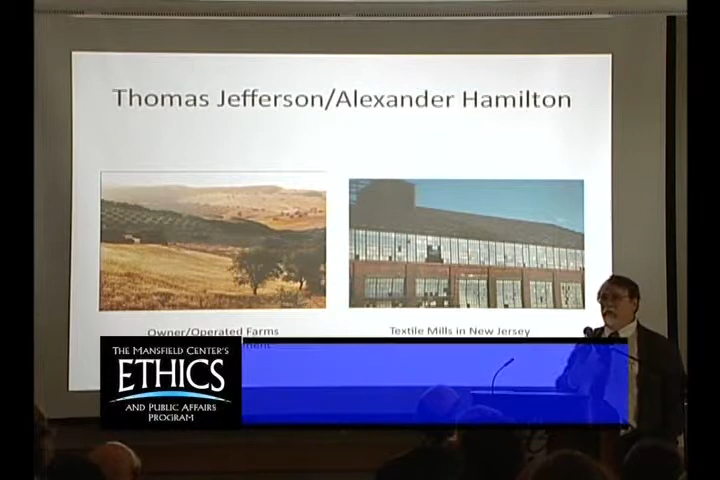 Thomas Jefferson/Alexander Hamilton
Owner/Operated Farms
Textile Mills in New Jersey
THE MANSFIELD CENTER'S
ETHICS
AND PUBLIC AFFAIRS
PROGRAM